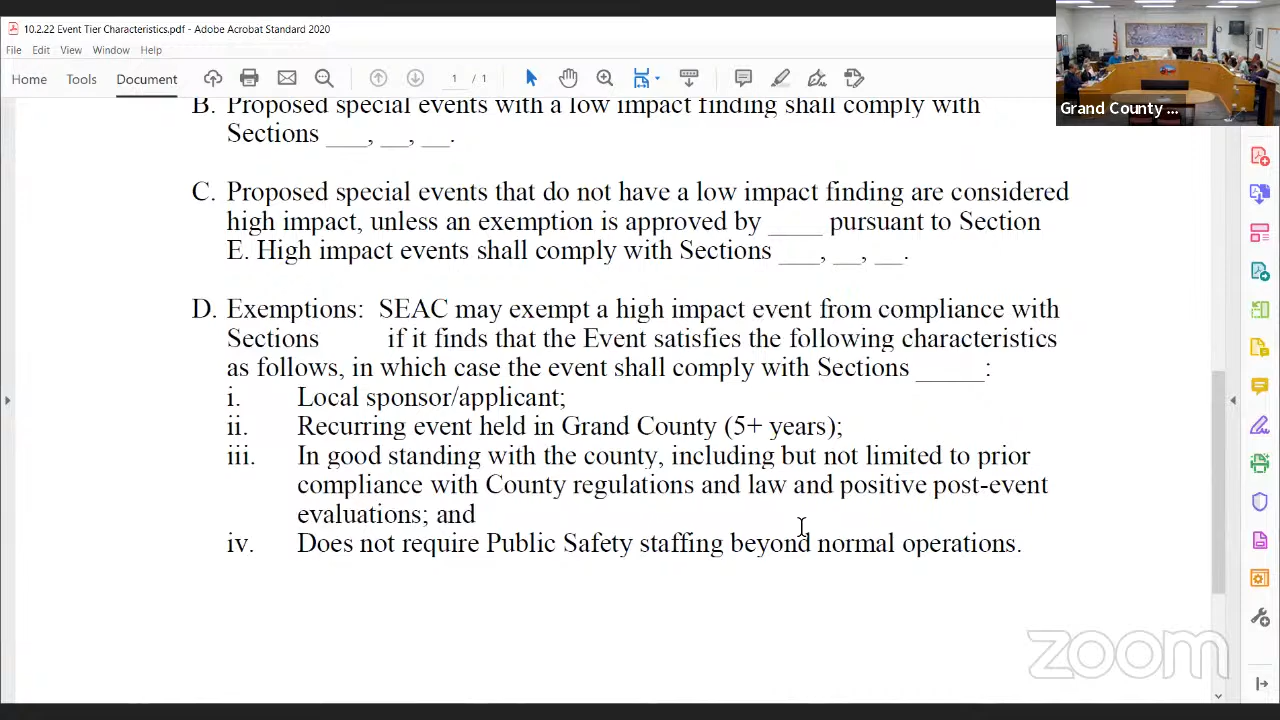 10.2.22 Event Tier Characteristics.pdf - Adobe Acrobat Standard 2020
File Edit View Window Help
Home Tools Document 1 / 1
Grand County ...
B. Proposed special events with a low impact finding shall comply with
Sections ___, __, __.
C. Proposed special events that do not have a low impact finding are considered
high impact, unless an exemption is approved by ____ pursuant to Section
E. High impact events shall comply with Sections ___, __, __.
D. Exemptions: SEAC may exempt a high impact event from compliance with
Sections if it finds that the Event satisfies the following characteristics
as follows, in which case the event shall comply with Sections _____:
i. Local sponsor/applicant;
ii. Recurring event held in Grand County (5+ years);
iii. In good standing with the county, including but not limited to prior
compliance with County regulations and law and positive post-event
evaluations; and
iv. Does not require Public Safety staffing beyond normal operations.
zoom